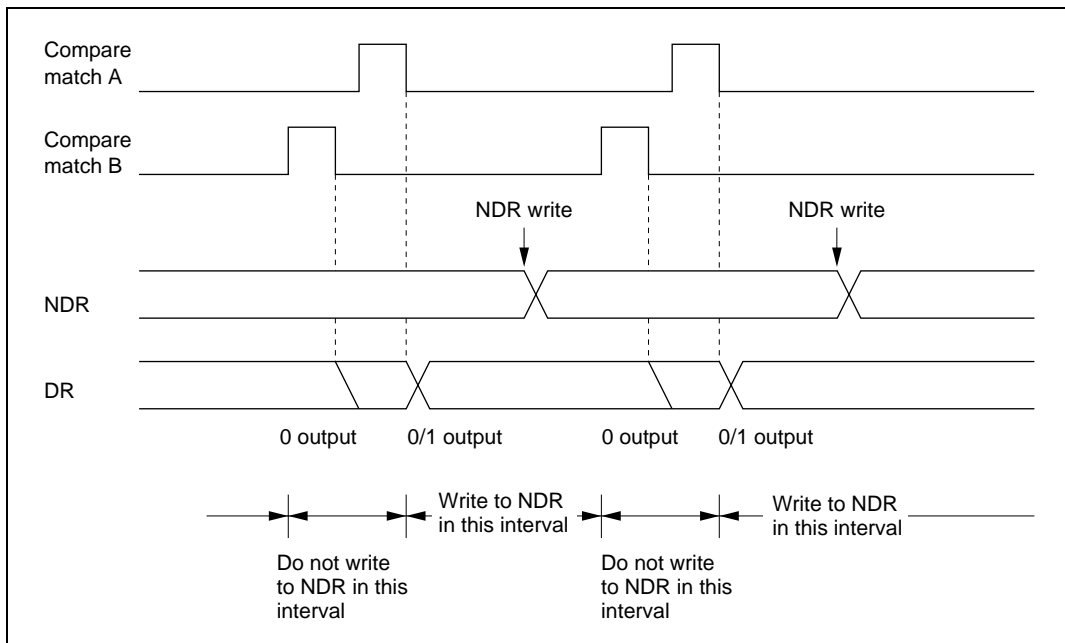 Compare
match A
Compare
match B
NDR write
NDR write
NDR
DR
0 output
0/1 output
0 output
0/1 output
Write to NDR
in this interval
Write to NDR
in this interval
Do not write
to NDR in this
interval
Do not write
to NDR in this
interval